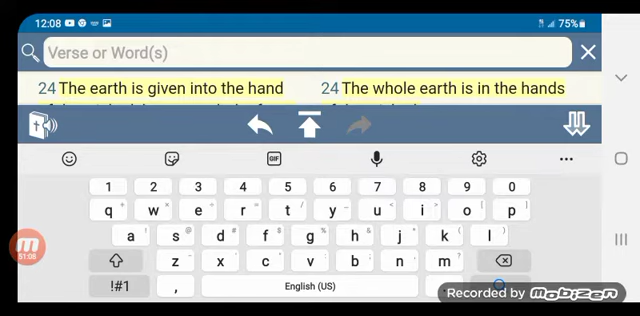 12:08 75%
Verse or Word(s)
24 The earth is given into the hand
24 The whole earth is in the hands
GIF
1 2 3 4 5 6 7 8 9 0
q+ w× e÷ r= t/ y_ u< i> o[ p]
a! s@ d# f$ g% h& j* k( l)
z- x' c" v: b; n, m?
!#1 , English (US) .
51:08
Recorded by mobizen